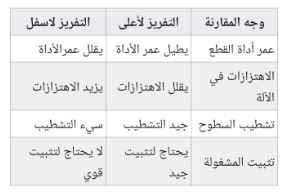 وجه المقارنة التفريز لأعلى التفريز لاسفل
عمر أداة القطع يطيل عمر الأداة يقلل عمرالأداة
الاهتزازات في الآلة يقلل الاهتزازات يزيد الاهتزازات
تشطيب السطوح جيد التشطيب سيء التشطيب
تثبيت المشغولة يحتاج لتثبيت جيد لا يحتاج لتثبيت قوي